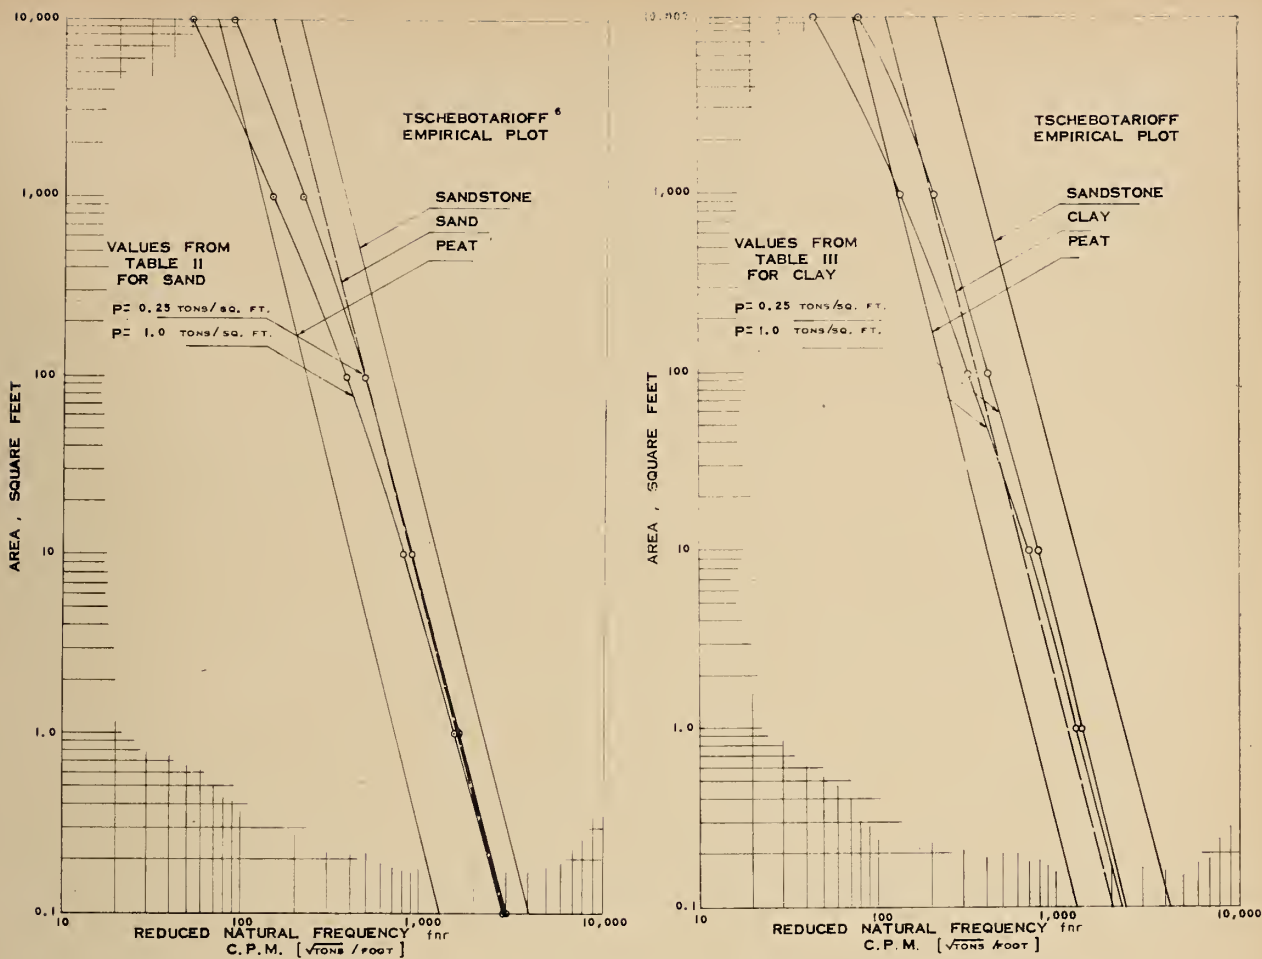 10,000
TSCHEBOTARIOFF 6
EMPIRICAL PLOT
1,000
SANDSTONE
SAND
PEAT
VALUES FROM
TABLE II
FOR SAND
P= 0.25 TONS/SQ. FT.
P= 1.0 TONS/SQ. FT.
100
AREA, SQUARE FEET
10
1.0
0.1
10
100
1,000
10,000
REDUCED NATURAL FREQUENCY fnr
C.P.M. [√TONS / FOOT]
10,000
TSCHEBOTARIOFF
EMPIRICAL PLOT
1,000
SANDSTONE
CLAY
PEAT
VALUES FROM
TABLE III
FOR CLAY
P= 0.25 TONS/SQ. FT.
P= 1.0 TONS/SQ. FT.
100
AREA, SQUARE FEET
10
1.0
0.1
10
100
1,000
10,000
REDUCED NATURAL FREQUENCY fnr
C.P.M. [√TONS / FOOT]